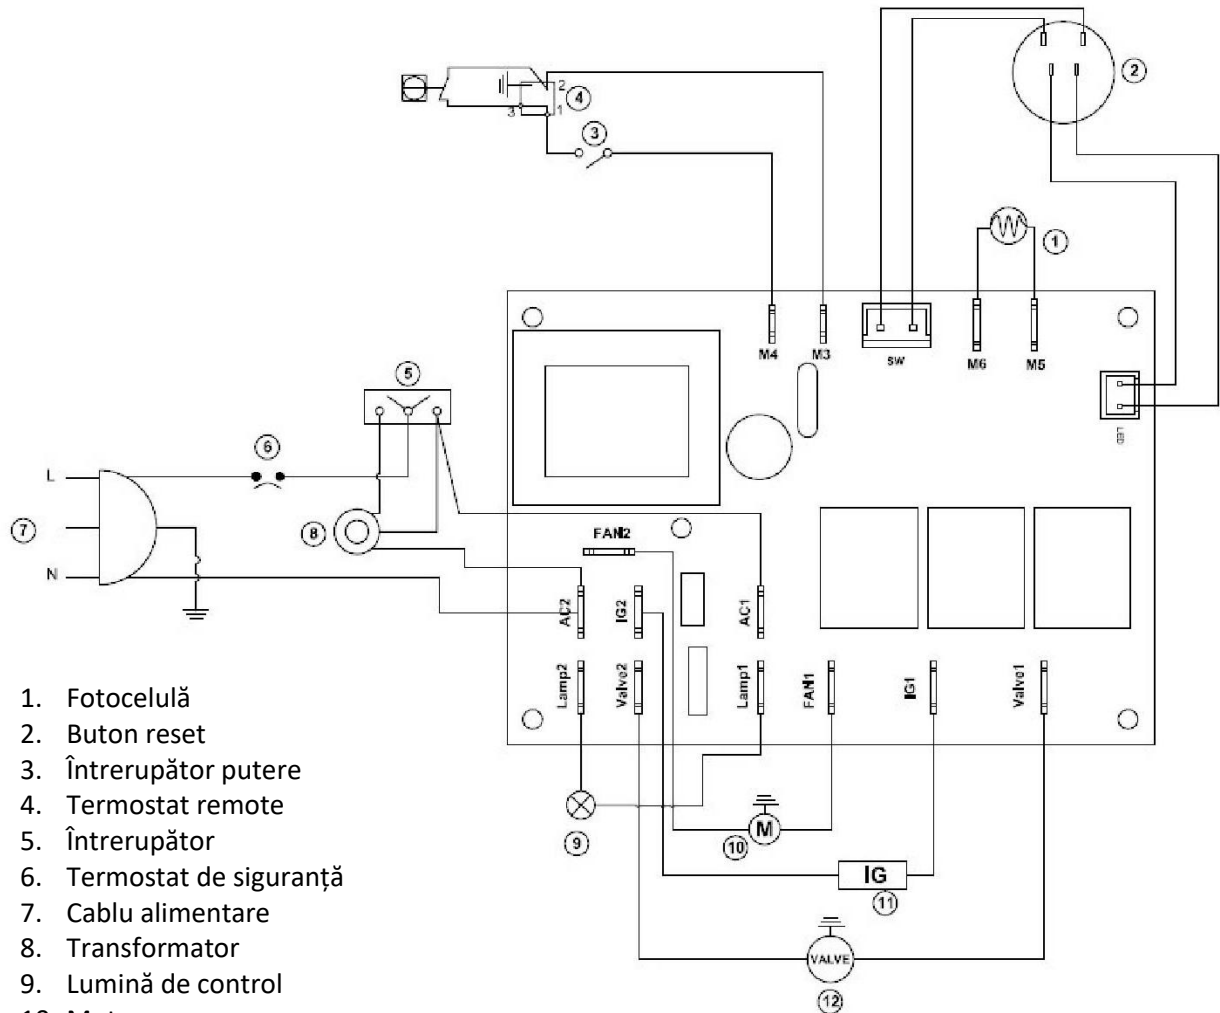 2
2
4
3
1
3
1
M4
M3
SW
M6
M5
LED
5
6
L
7
N
8
FAN2
AC2
IG2
AC1
Lamp2
Valve2
Lamp1
FAN1
IG1
Valve1
9
10
M
IG
11
VALVE
12
1. Fotocelulă
2. Buton reset
3. Întrerupător putere
4. Termostat remote
5. Întrerupător
6. Termostat de siguranță
7. Cablu alimentare
8. Transformator
9. Lumină de control